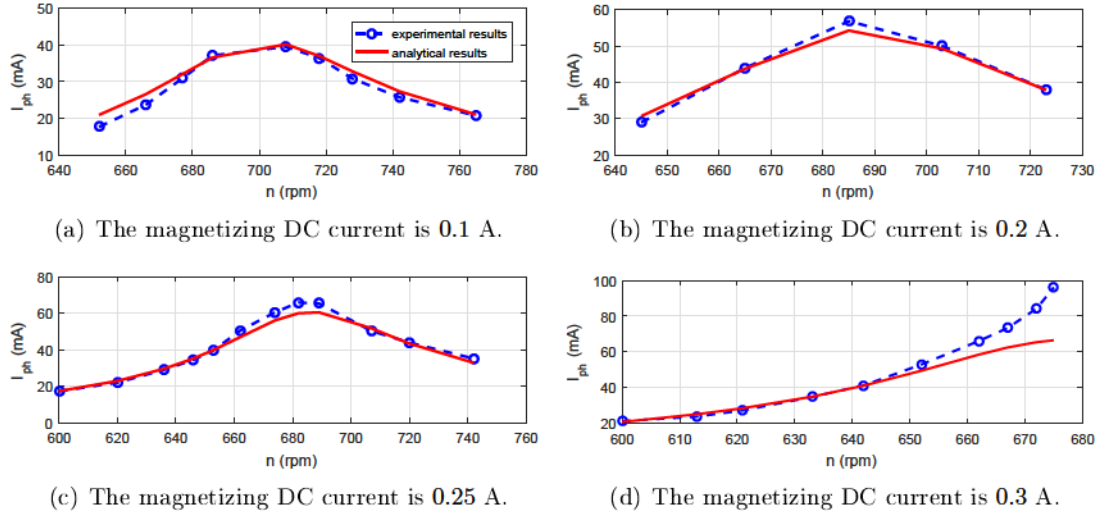 50
40
30
20
10
I_ph (mA)
experimental results
analytical results
640 660 680 700 720 740 760 780
n (rpm)
(a) The magnetizing DC current is 0.1 A.
60
50
40
30
20
I_ph (mA)
640 650 660 670 680 690 700 710 720 730
n (rpm)
(b) The magnetizing DC current is 0.2 A.
80
60
40
20
0
I_ph (mA)
600 620 640 660 680 700 720 740 760
n (rpm)
(c) The magnetizing DC current is 0.25 A.
100
80
60
40
20
I_ph (mA)
600 610 620 630 640 650 660 670 680
n (rpm)
(d) The magnetizing DC current is 0.3 A.